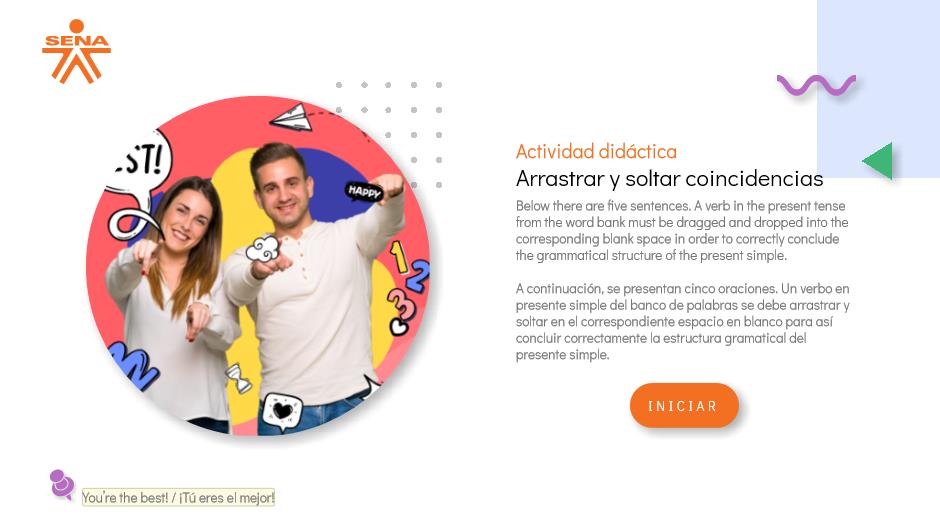 SENA
ST!
HAPPY
1
2
3
Actividad didáctica
Arrastrar y soltar coincidencias
Below there are five sentences. A verb in the present tense
from the word bank must be dragged and dropped into the
corresponding blank space in order to correctly conclude
the grammatical structure of the present simple.
A continuación, se presentan cinco oraciones. Un verbo en
presente simple del banco de palabras se debe arrastrar y
soltar en el correspondiente espacio en blanco para así
concluir correctamente la estructura gramatical del
presente simple.
INICIAR
You're the best! / ¡Tú eres el mejor!